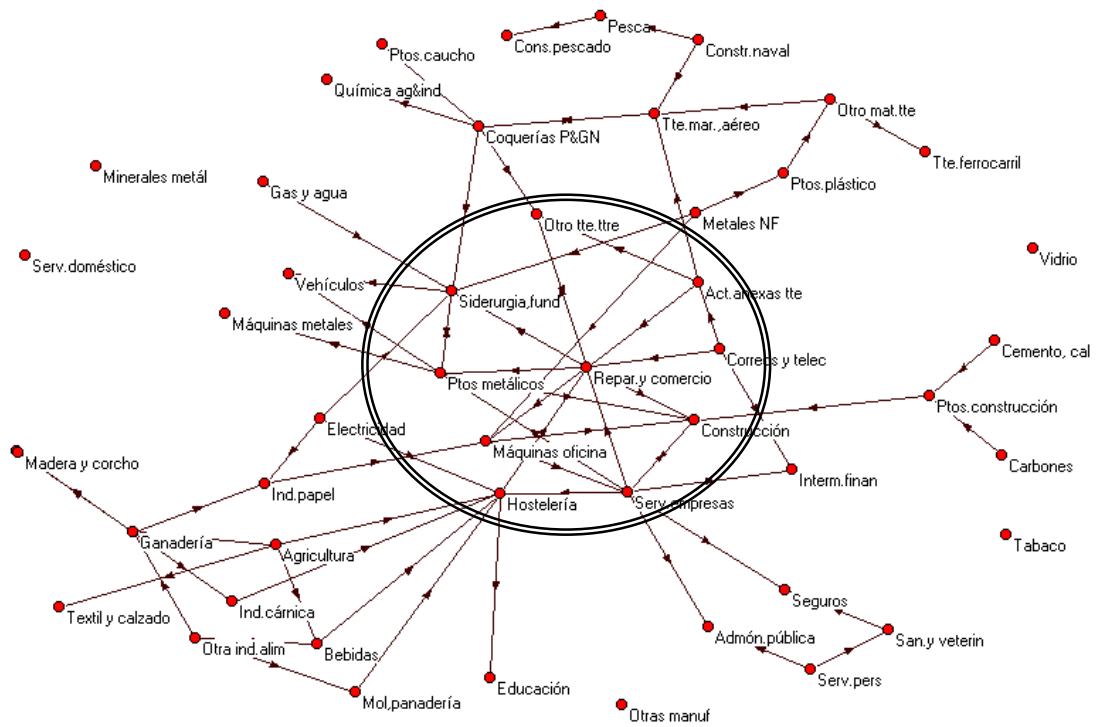 Pesca
Cons.pescado
Constr.naval
Ptos.caucho
Química ag&ind
Otro mat.tte
Tte.mar.,aéreo
Coquerías P&GN
Tte.ferrocarril
Minerales metál
Ptos.plástico
Gas y agua
Otro tte.ttre
Metales NF
Serv.doméstico
Vidrio
Vehículos
Siderurgia,fund
Act.anexas tte
Máquinas metales
Correos y telec
Cemento, cal
Ptos metálicos
Repar.y comercio
Ptos.construcción
Electricidad
Construcción
Máquinas oficina
Madera y corcho
Carbones
Interm.finan
Ind.papel
Hostelería
Serv.empresas
Ganadería
Agricultura
Tabaco
Textil y calzado
Ind.cárnica
Seguros
Otra ind.alim
Bebidas
Admón.pública
San.y veterin
Mol,panadería
Educación
Serv.pers
Otras manuf